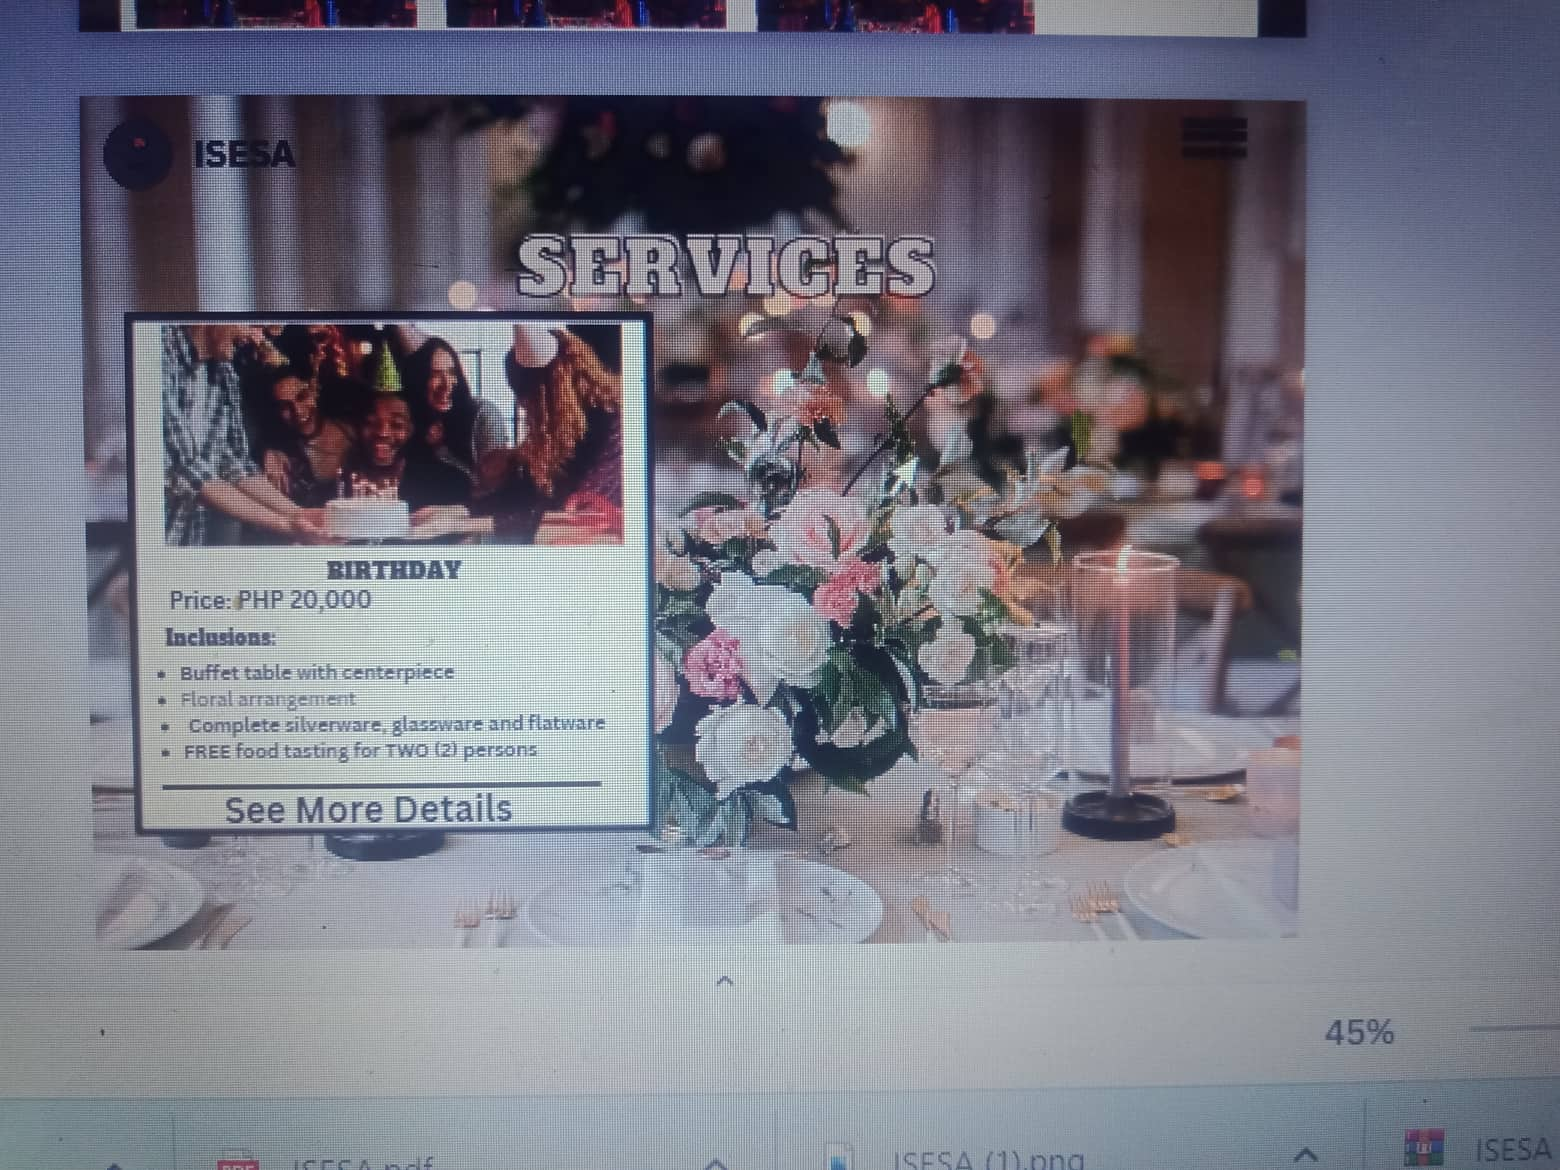 ISESA
SERVICES
BIRTHDAY
Price: PHP 20,000
Inclusions:
• Buffet table with centerpiece
• Floral arrangement
• Complete silverware, glassware and flatware
• FREE food tasting for TWO (2) persons
See More Details
45%
ISESA.pdf
ISESA (1).png
ISESA